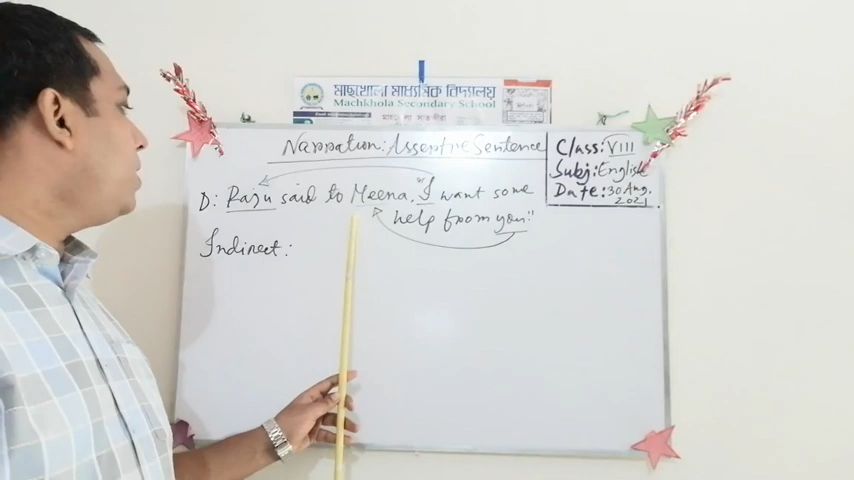 মাছখোলা মাধ্যমিক বিদ্যালয়
Machkhola Secondary School
Narration: Assertive Sentence
Class: VIII
Subj: English
Date: 30 Aug. 2021
D: Raju said to Meena, "I want some
help from you."
Indirect: